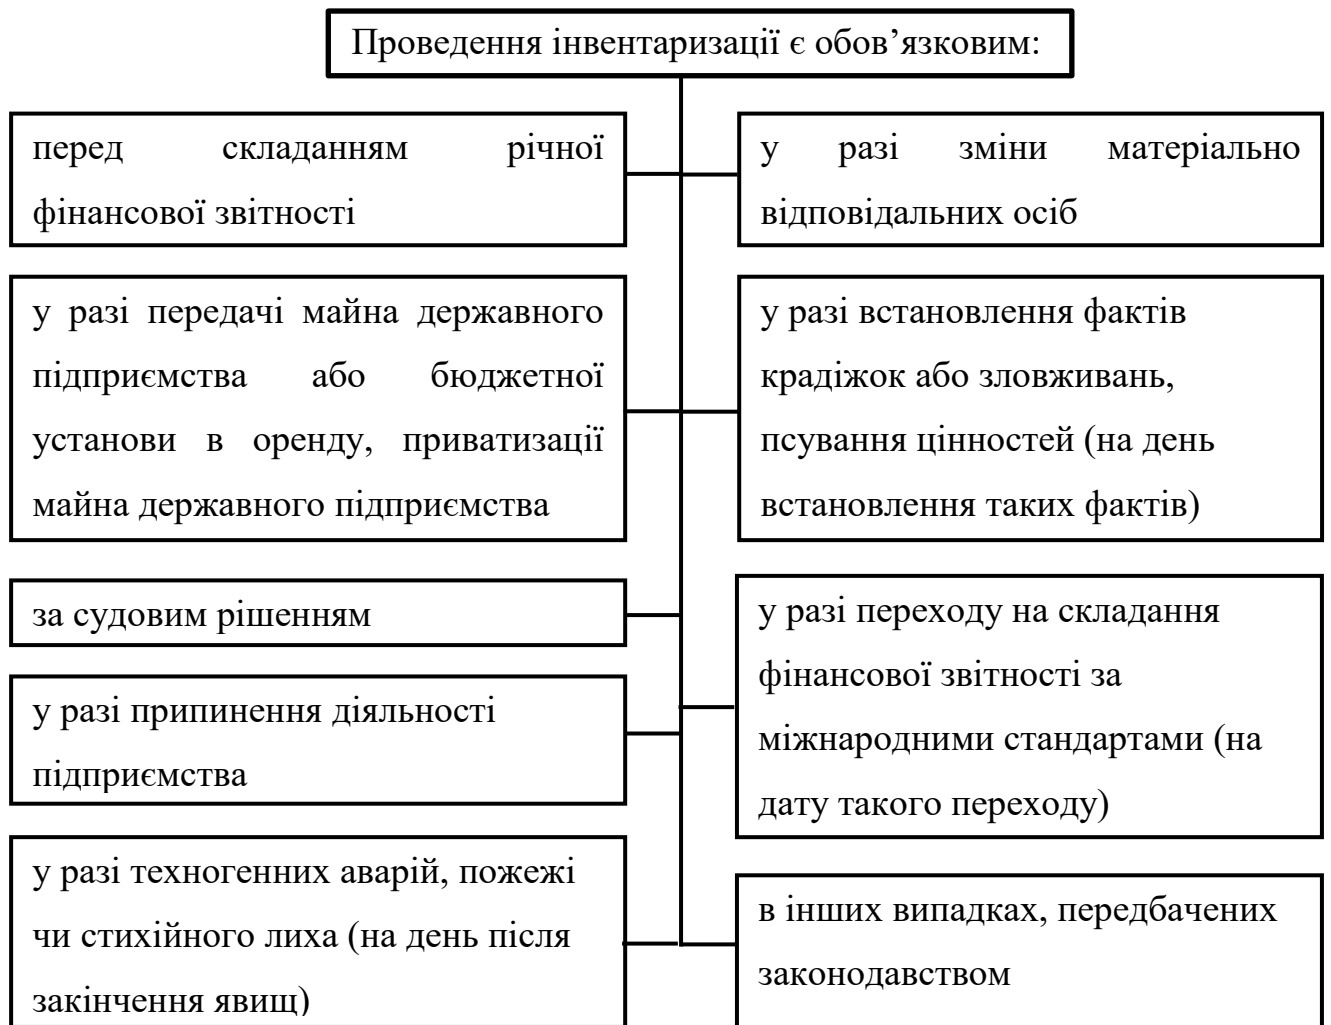 Проведення інвентаризації є обов’язковим:
перед складанням річної
фінансової звітності
у разі передачі майна державного
підприємства або бюджетної
установи в оренду, приватизації
майна державного підприємства
за судовим рішенням
у разі припинення діяльності
підприємства
у разі техногенних аварій, пожежі
чи стихійного лиха (на день після
закінчення явищ)
у разі зміни матеріально
відповідальних осіб
у разі встановлення фактів
крадіжок або зловживань,
псування цінностей (на день
встановлення таких фактів)
у разі переходу на складання
фінансової звітності за
міжнародними стандартами (на
дату такого переходу)
в інших випадках, передбачених
законодавством